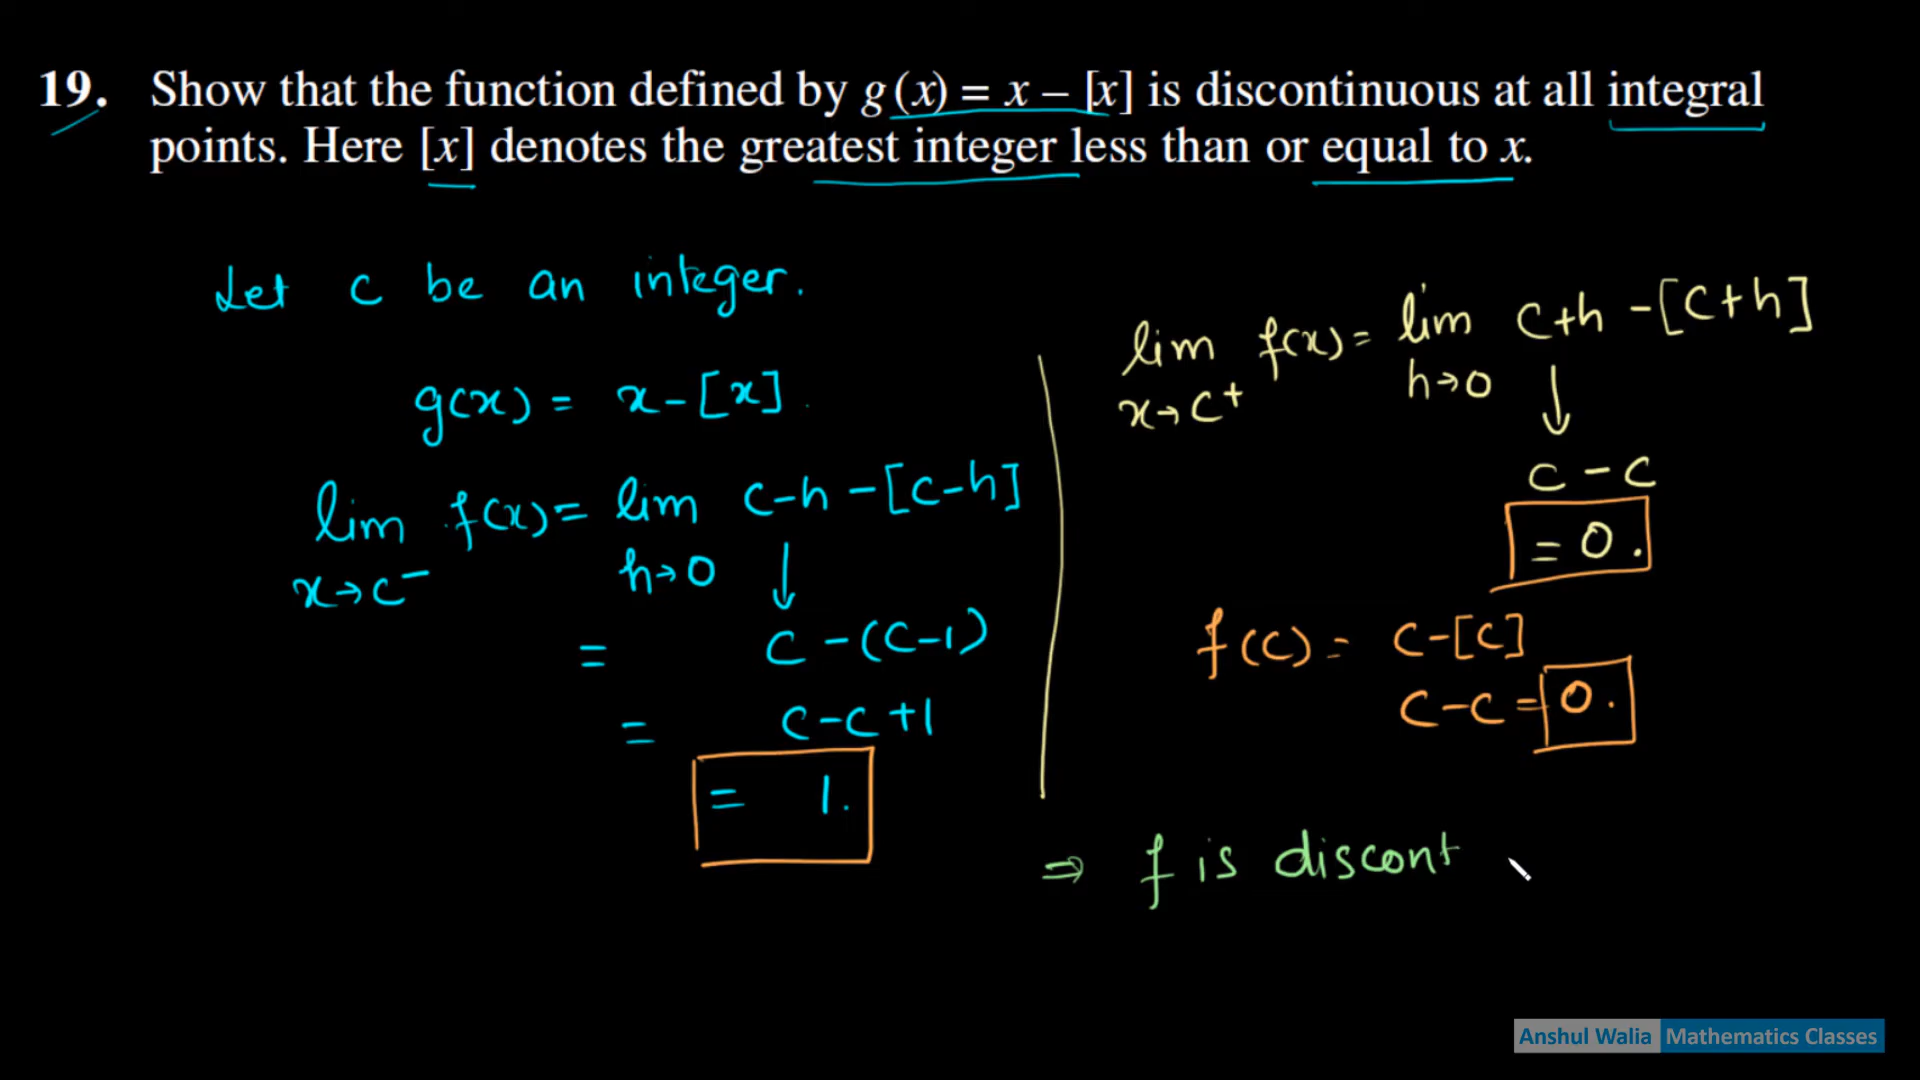 19. Show that the function defined by g (x) = x – [x] is discontinuous at all integral
points. Here [x] denotes the greatest integer less than or equal to x.
Let c be an integer.
g(x) = x - [x].
lim f(x) = lim c-h - [c-h]
x→c⁻ h→0 ↓
= c - (c-1)
= c - c + 1
= 1.
lim f(x) = lim c+h - [c+h]
x→c⁺ h→0 ↓
c - c
= 0.
f(c) = c - [c]
c - c = 0.
⇒ f is discont
Anshul Walia Mathematics Classes